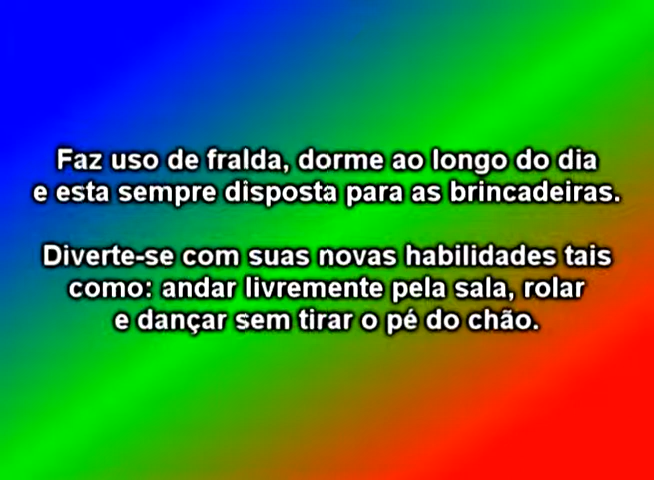 Faz uso de fralda, dorme ao longo do dia
e esta sempre disposta para as brincadeiras.
Diverte-se com suas novas habilidades tais
como: andar livremente pela sala, rolar
e dançar sem tirar o pé do chão.